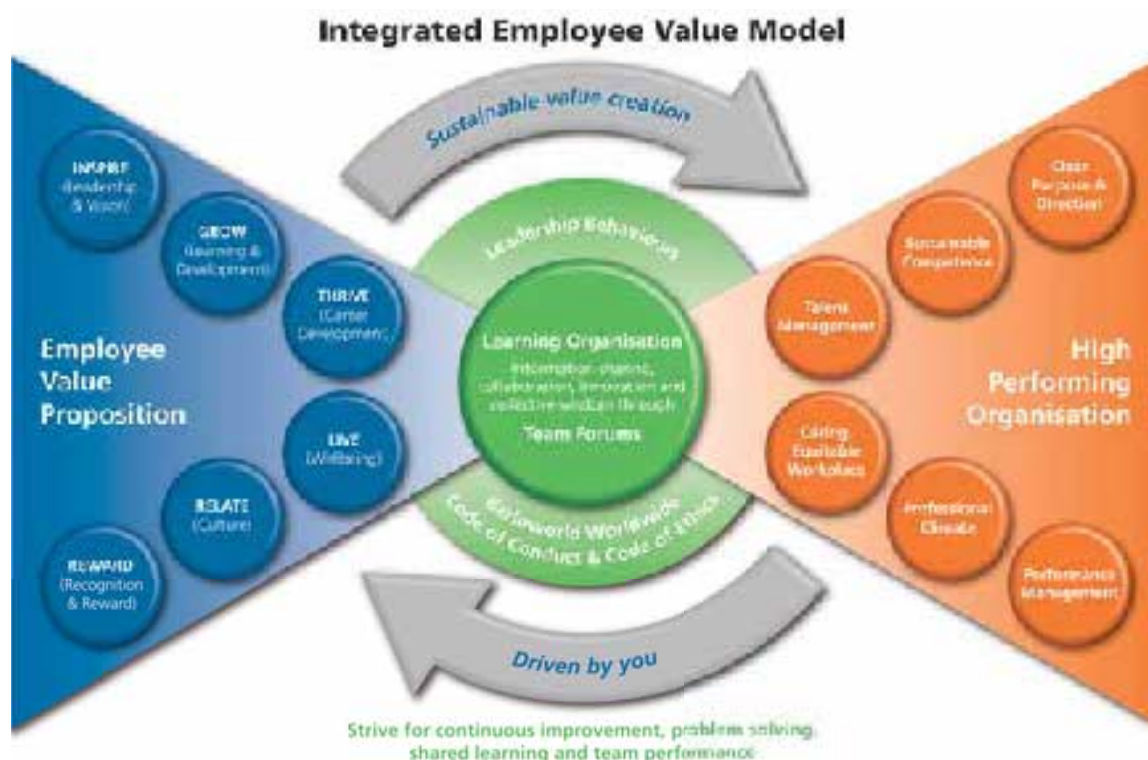 Integrated Employee Value Model
Sustainable value creation
INSPIRE
(Leadership
& Vision)
GROW
(Learning &
Development)
THRIVE
(Career
Development)
Employee
Value
Proposition
LIVE
(Wellbeing)
RELATE
(Culture)
REWARD
(Recognition
& Reward)
Leadership Behaviours
Learning Organisation
Information sharing,
collaboration, innovation and
collective wisdom through
Team Forums
Barloworld Worldwide
Code of Conduct & Code of Ethics
Clear
Purpose &
Direction
Sustainable
Competence
Talent
Management
High
Performing
Organisation
Caring,
Equitable
Workplace
Professional
Climate
Performance
Management
Driven by you
Strive for continuous improvement, problem solving,
shared learning and team performance